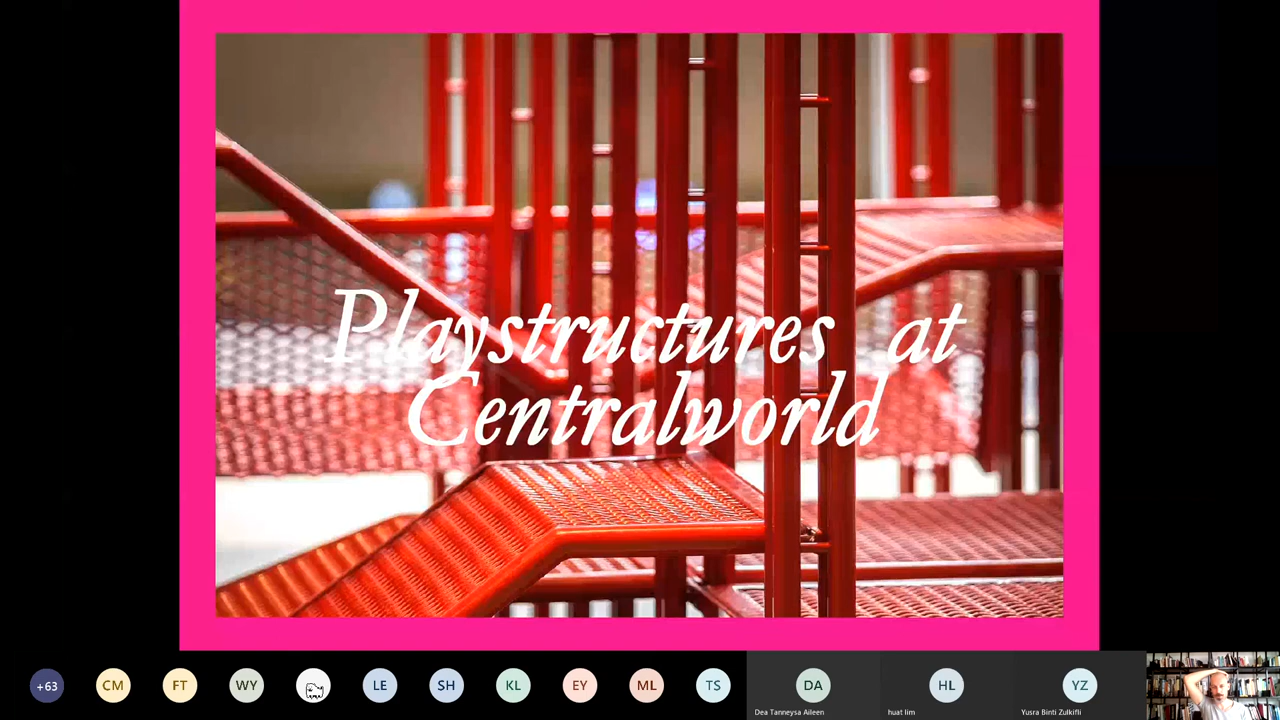 Playstructures at
Centralworld
+63
CM
FT
WY
LE
SH
KL
EY
ML
TS
DA
HL
YZ
Dea Tanneysa Aileen
huat lim
Yusra Binti Zulkifli